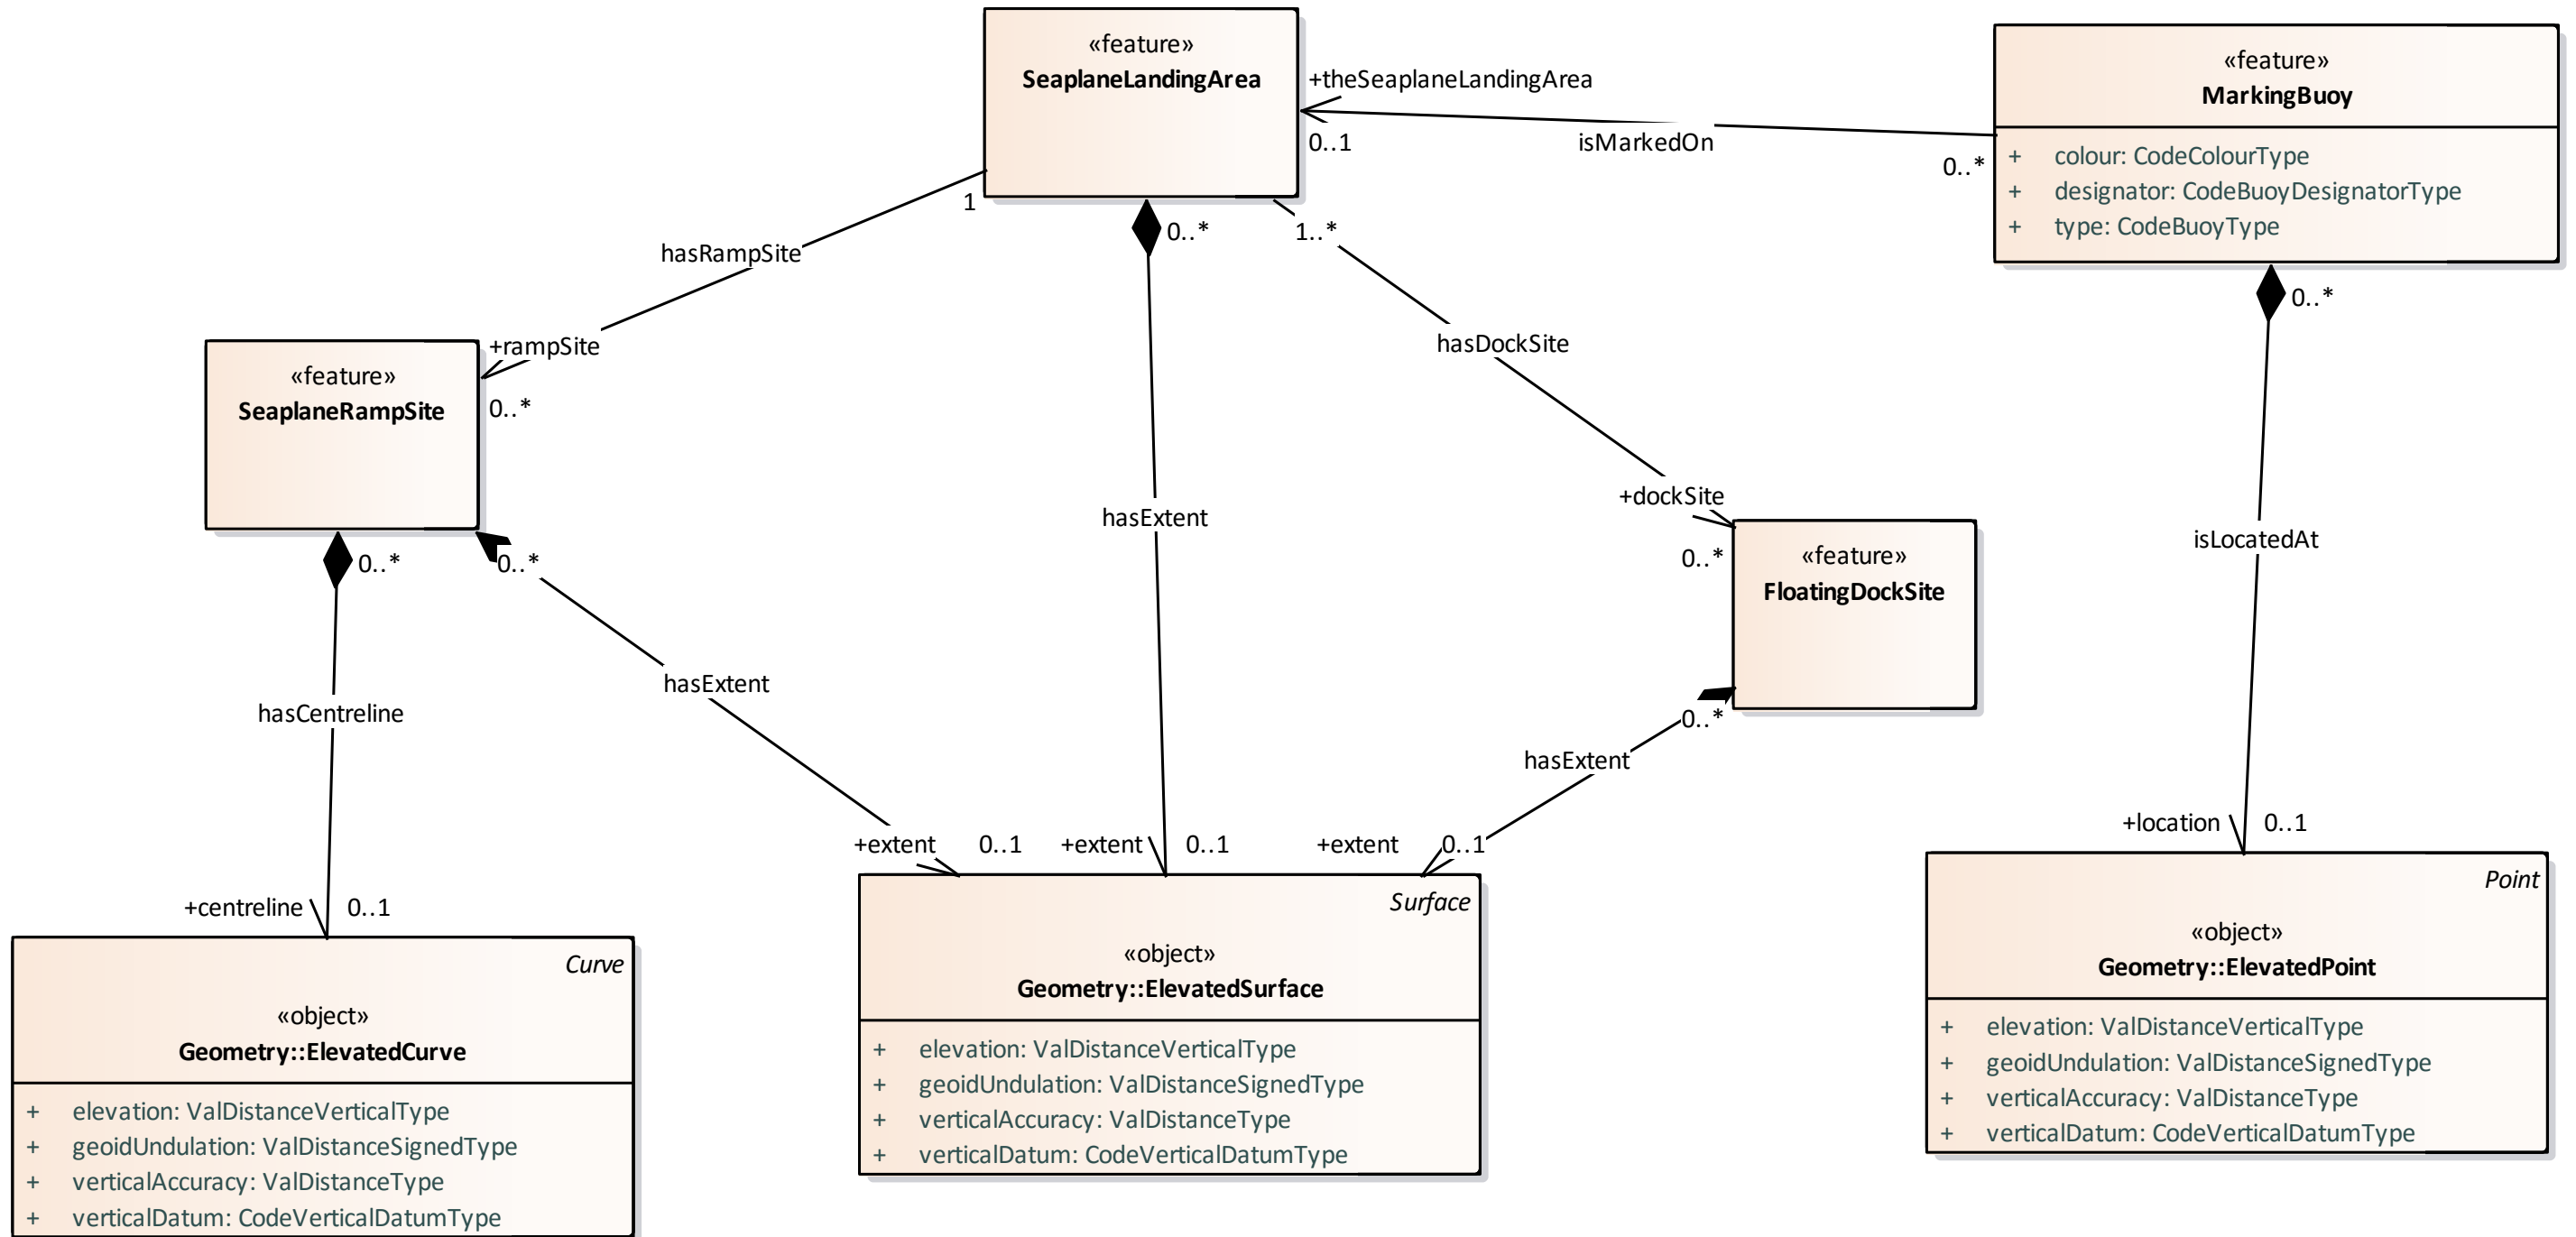 «feature»
SeaplaneLandingArea
+theSeaplaneLandingArea
0..1
isMarkedOn
0..*
«feature»
MarkingBuoy
+ colour: CodeColourType
+ designator: CodeBuoyDesignatorType
+ type: CodeBuoyType
1
hasRampSite
+rampSite
0..*
0..*
1..*
hasDockSite
+dockSite
0..*
0..*
«feature»
SeaplaneRampSite
0..*
0..*
hasExtent
hasExtent
hasCentreline
«feature»
FloatingDockSite
0..*
hasExtent
isLocatedAt
+extent
0..1
+extent
0..1
+extent
0..1
+location
0..1
+centreline
0..1
Curve
«object»
Geometry::ElevatedCurve
+ elevation: ValDistanceVerticalType
+ geoidUndulation: ValDistanceSignedType
+ verticalAccuracy: ValDistanceType
+ verticalDatum: CodeVerticalDatumType
Surface
«object»
Geometry::ElevatedSurface
+ elevation: ValDistanceVerticalType
+ geoidUndulation: ValDistanceSignedType
+ verticalAccuracy: ValDistanceType
+ verticalDatum: CodeVerticalDatumType
Point
«object»
Geometry::ElevatedPoint
+ elevation: ValDistanceVerticalType
+ geoidUndulation: ValDistanceSignedType
+ verticalAccuracy: ValDistanceType
+ verticalDatum: CodeVerticalDatumType